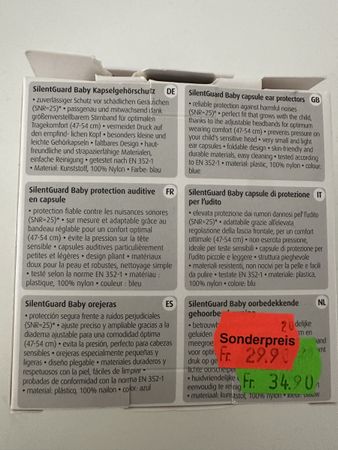 SilentGuard Baby Kapselgehörschutz DE
• zuverlässiger Schutz vor schädlichen Geräuschen
(SNR=25)* • passgenau und mitwachsend dank
größenverstellbarem Stirnband für optimalen
Tragekomfort (47-54 cm) • vermeidet Druck auf
den empfind- lichen Kopf • besonders kleine und
leichte Gehörkapseln • faltbares Design • haut-
freundliche und strapazierfähige Materialien,
einfache Reinigung • getestet nach EN 352-1
• Material: Kunststoff, 100% Nylon • Farbe: blau
SilentGuard Baby capsule ear protectors GB
• reliable protection against harmful noises
(SNR=25)* • perfect fit that grows with the child,
thanks to the adjustable headbands for optimum
wearing comfort (47-54 cm) • prevents pressure on
your child's sensitive head • very small and light
ear capsules • foldable design • skin-friendly and
durable materials, easy cleaning • tested according
to EN352-1 • material: plastic, 100% nylon • colour:
blue
SilentGuard Baby protection auditive FR
en capsule
• protection fiable contre les nuisances sonores
(SNR=25)* • sur mesure et adaptable grâce au
bandeau réglable pour un confort optimal
(47-54 cm) • évite la pression sur la tête
sensible • capsules auditives particulièrement
petites et légères • design pliant • matériaux
doux pour la peau et robustes, nettoyage simple
• testé selon la norme EN 352-1 • matériau :
plastique, 100% nylon • couleur : bleu
SilentGuard Baby capsule di protezione IT
per l'udito
• elevata protezione dai rumori dannosi pell'udito
(SNR=25)* • adattabile grazie all'elevata
regolazione della fascia frontale, per un comfort
ottimale (47-54 cm) • non esercita pressione,
ideale per teste sensibili • capsule di protezione per
l'udito piccole e leggere • struttura pieghevole
• materiali resistenti, non nocivi per la pelle e facili
da pulire • testate EN 352-1 • materiale: plastica,
100% nylon • colore: blu
SilentGuard Baby orejeras ES
• protección segura frente a ruidos perjudiciales
(SNR=25)* • ajuste preciso y ampliable gracias a la
diadema ajustable para una comodidad óptima
(47-54 cm) • evita la presión, perfecto para cabezas
sensibles • orejeras especialmente pequeñas y
ligeras • diseño plegable • materiales duraderos y
respetuosos con la piel, fáciles de limpiar •
probadas de conformidad con la norma EN 352-1
• material: plástico, 100% nailon • color: azul
SilentGuard Baby oorbedekkende NL
• material: kunststof, 100% nylon •
Sonderpreis
Fr. 29.90
Fr. 34.90